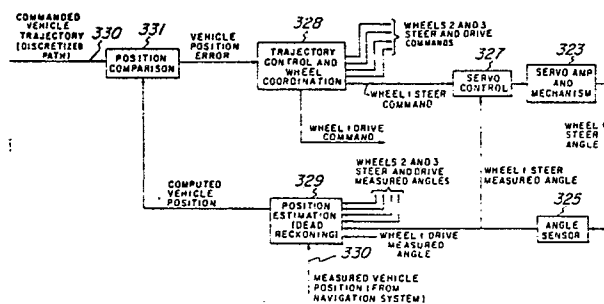 COMMANDED
VEHICLE
TRAJECTORY
[DISCRETIZED
PATH]
330
331
POSITION
COMPARISON
VEHICLE
POSITION
ERROR
328
TRAJECTORY
CONTROL AND
WHEEL
COORDINATION
WHEELS 2 AND 3
STEER AND DRIVE
COMMANDS
WHEEL 1 STEER
COMMAND
327
SERVO
CONTROL
323
SERVO AMP
AND
MECHANISM
WHEEL 1
STEER
ANGLE
WHEEL 1 DRIVE
COMMAND
WHEELS 2 AND 3
STEER AND DRIVE
MEASURED ANGLES
COMPUTED
VEHICLE
POSITION
329
POSITION
ESTIMATION
[DEAD
RECKONING]
WHEEL 1 STEER
MEASURED ANGLE
325
ANGLE
SENSOR
WHEEL 1 DRIVE
MEASURED
ANGLE
330
MEASURED VEHICLE
POSITION [FROM
NAVIGATION SYSTEM]